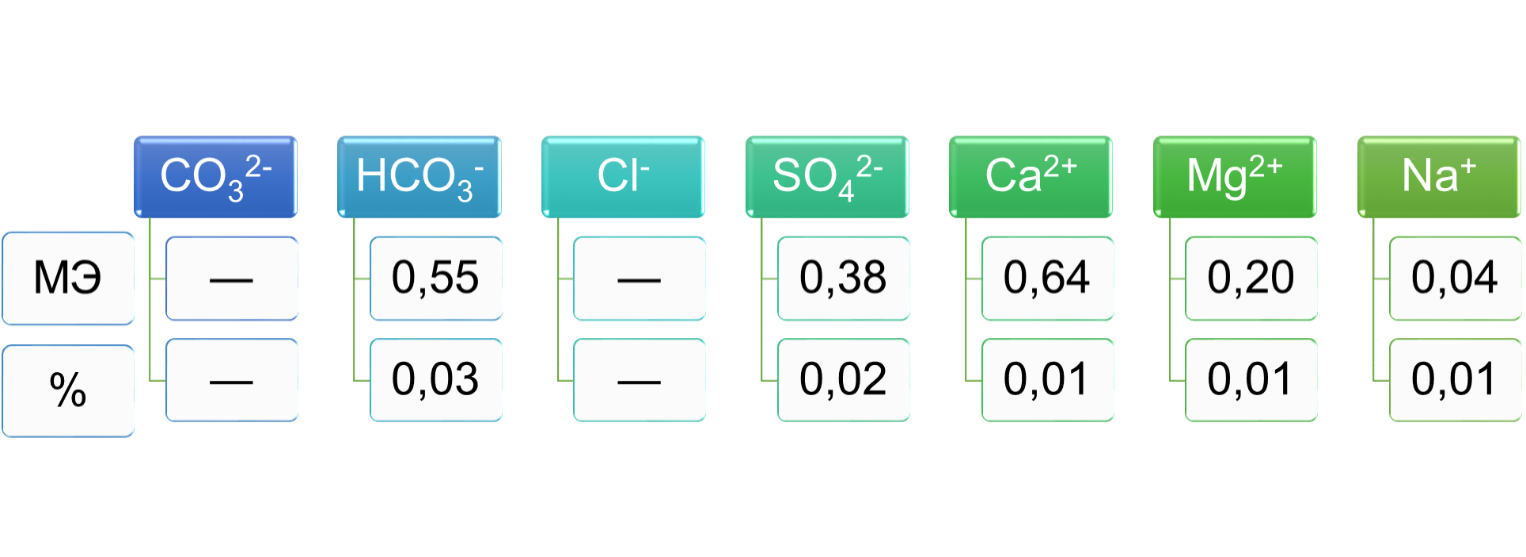 CO₃²⁻ HCO₃⁻ Cl⁻ SO₄²⁻ Ca²⁺ Mg²⁺ Na⁺
МЭ — 0,55 — 0,38 0,64 0,20 0,04
% — 0,03 — 0,02 0,01 0,01 0,01